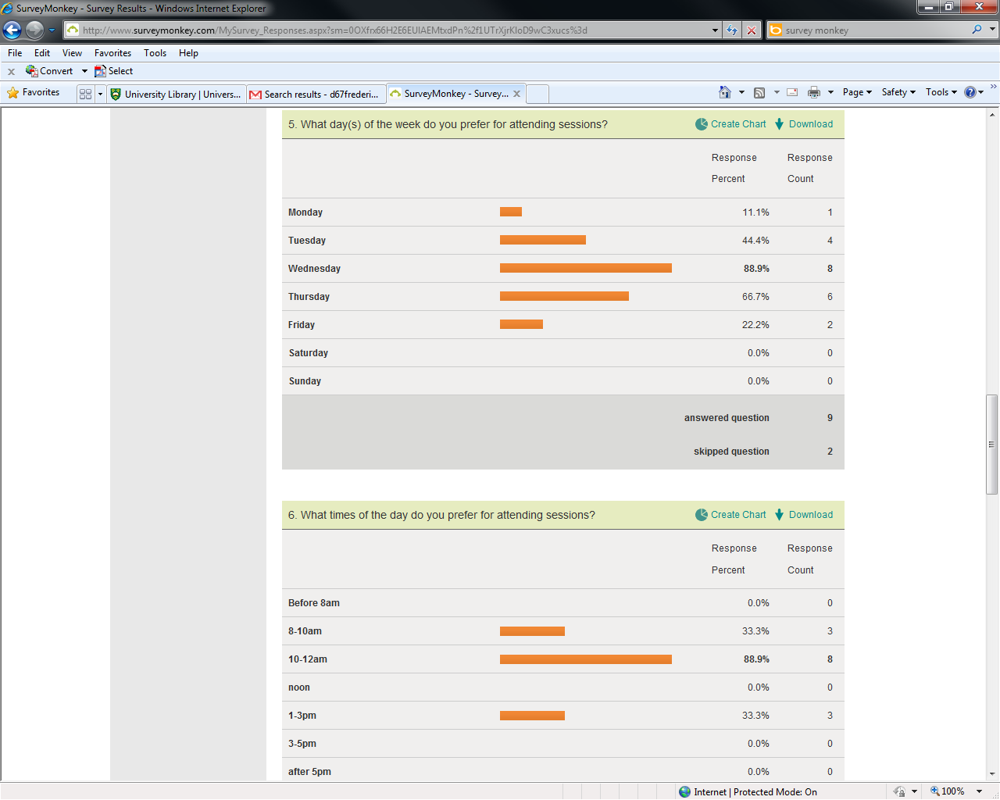 SurveyMonkey - Survey Results - Windows Internet Explorer
http://www.surveymonkey.com/MySurvey_Responses.aspx?sm=0OXfrx66H2E6EUIAEMtxdPn%2f1UTrXjrKIoD9wC3xucs%3d
survey monkey
File Edit View Favorites Tools Help
x Convert Select
Favorites University Library | Univers... Search results - d67frederi... SurveyMonkey - Survey... Page Safety Tools
5. What day(s) of the week do you prefer for attending sessions? Create Chart Download
Response Response
Percent Count
Monday 11.1% 1
Tuesday 44.4% 4
Wednesday 88.9% 8
Thursday 66.7% 6
Friday 22.2% 2
Saturday 0.0% 0
Sunday 0.0% 0
answered question 9
skipped question 2
6. What times of the day do you prefer for attending sessions? Create Chart Download
Response Response
Percent Count
Before 8am 0.0% 0
8-10am 33.3% 3
10-12am 88.9% 8
noon 0.0% 0
1-3pm 33.3% 3
3-5pm 0.0% 0
after 5pm 0.0% 0
Internet | Protected Mode: On 100%